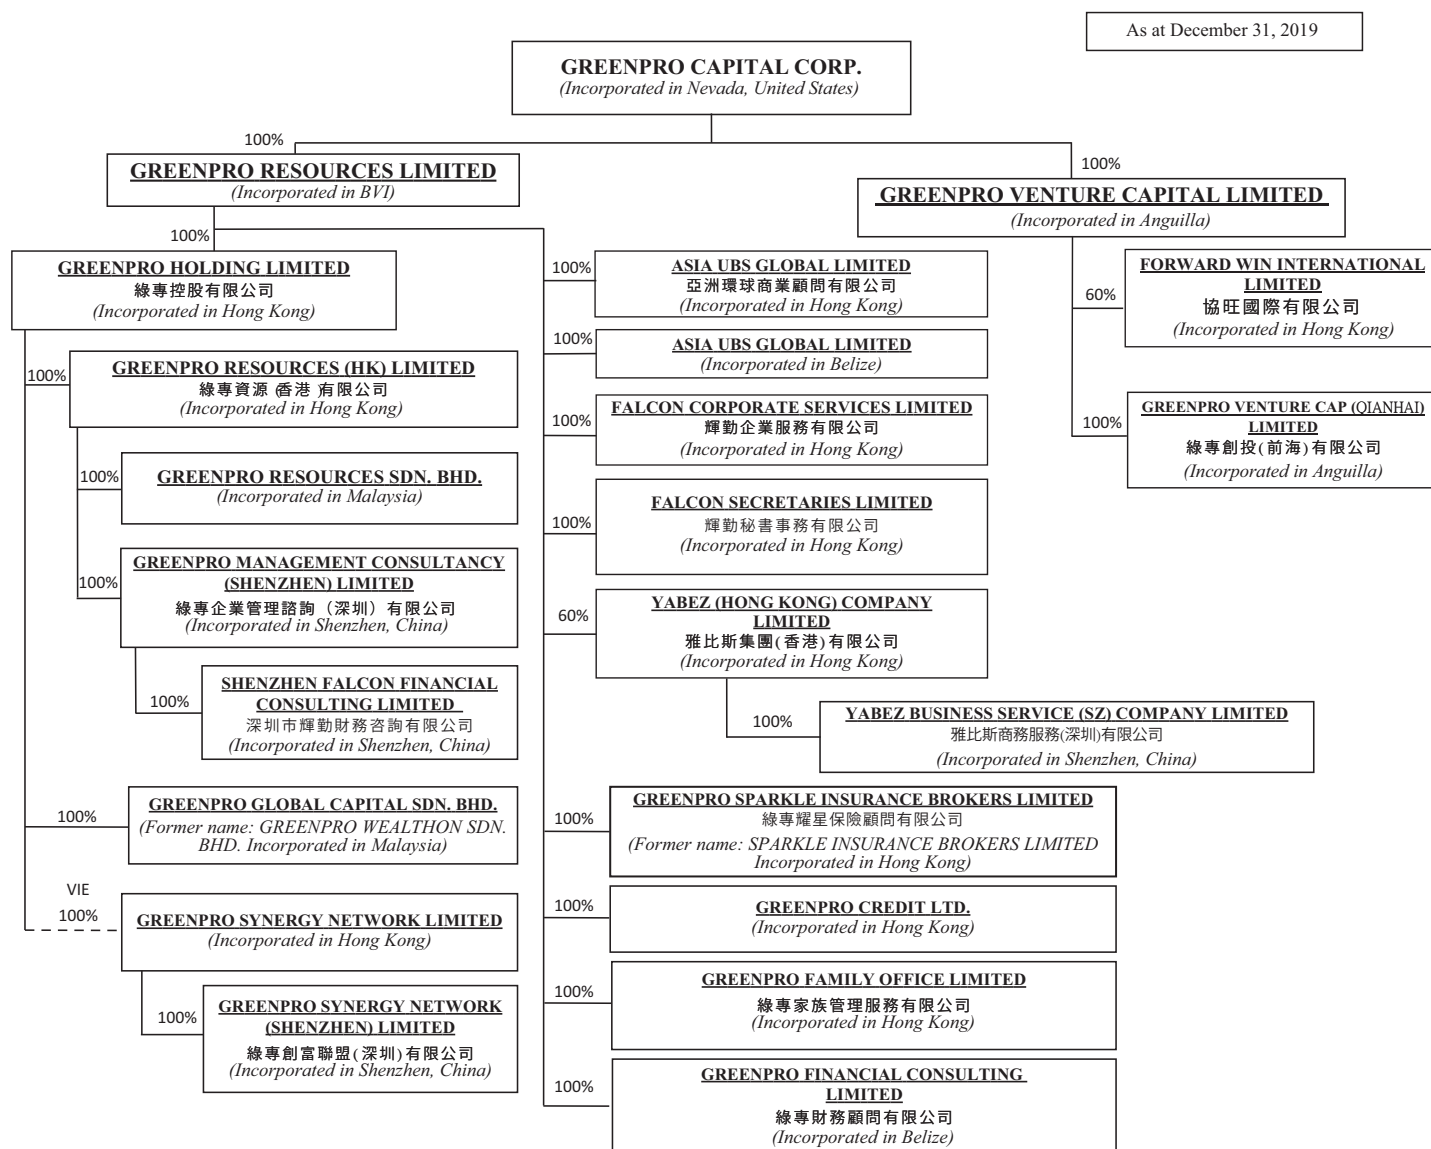 As at December 31, 2019
GREENPRO CAPITAL CORP.
(Incorporated in Nevada, United States)
100%
GREENPRO RESOURCES LIMITED
(Incorporated in BVI)
100%
GREENPRO VENTURE CAPITAL LIMITED
(Incorporated in Anguilla)
100%
GREENPRO HOLDING LIMITED
綠專控股有限公司
(Incorporated in Hong Kong)
100%
GREENPRO RESOURCES (HK) LIMITED
綠專資源 (香港 )有限公司
(Incorporated in Hong Kong)
100%
GREENPRO RESOURCES SDN. BHD.
(Incorporated in Malaysia)
100%
GREENPRO MANAGEMENT CONSULTANCY
(SHENZHEN) LIMITED
綠專企業管理諮詢（深圳）有限公司
(Incorporated in Shenzhen, China)
100%
SHENZHEN FALCON FINANCIAL
CONSULTING LIMITED
深圳市輝勤財務咨詢有限公司
(Incorporated in Shenzhen, China)
100%
GREENPRO GLOBAL CAPITAL SDN. BHD.
(Former name: GREENPRO WEALTHON SDN.
BHD. Incorporated in Malaysia)
VIE
100%
GREENPRO SYNERGY NETWORK LIMITED
(Incorporated in Hong Kong)
100%
GREENPRO SYNERGY NETWORK
(SHENZHEN) LIMITED
綠專創富聯盟(深圳)有限公司
(Incorporated in Shenzhen, China)
100%
ASIA UBS GLOBAL LIMITED
亞洲環球商業顧問有限公司
(Incorporated in Hong Kong)
100%
ASIA UBS GLOBAL LIMITED
(Incorporated in Belize)
100%
FALCON CORPORATE SERVICES LIMITED
輝勤企業服務有限公司
(Incorporated in Hong Kong)
100%
FALCON SECRETARIES LIMITED
輝勤秘書事務有限公司
(Incorporated in Hong Kong)
60%
YABEZ (HONG KONG) COMPANY
LIMITED
雅比斯集團(香港)有限公司
(Incorporated in Hong Kong)
100%
YABEZ BUSINESS SERVICE (SZ) COMPANY LIMITED
雅比斯商務服務(深圳)有限公司
(Incorporated in Shenzhen, China)
100%
GREENPRO SPARKLE INSURANCE BROKERS LIMITED
綠專耀星保險顧問有限公司
(Former name: SPARKLE INSURANCE BROKERS LIMITED
Incorporated in Hong Kong)
100%
GREENPRO CREDIT LTD.
(Incorporated in Hong Kong)
100%
GREENPRO FAMILY OFFICE LIMITED
綠專家族管理服務有限公司
(Incorporated in Hong Kong)
100%
GREENPRO FINANCIAL CONSULTING
LIMITED
綠專財務顧問有限公司
(Incorporated in Belize)
60%
FORWARD WIN INTERNATIONAL
LIMITED
協旺國際有限公司
(Incorporated in Hong Kong)
100%
GREENPRO VENTURE CAP (QIANHAI)
LIMITED
綠專創投(前海)有限公司
(Incorporated in Anguilla)